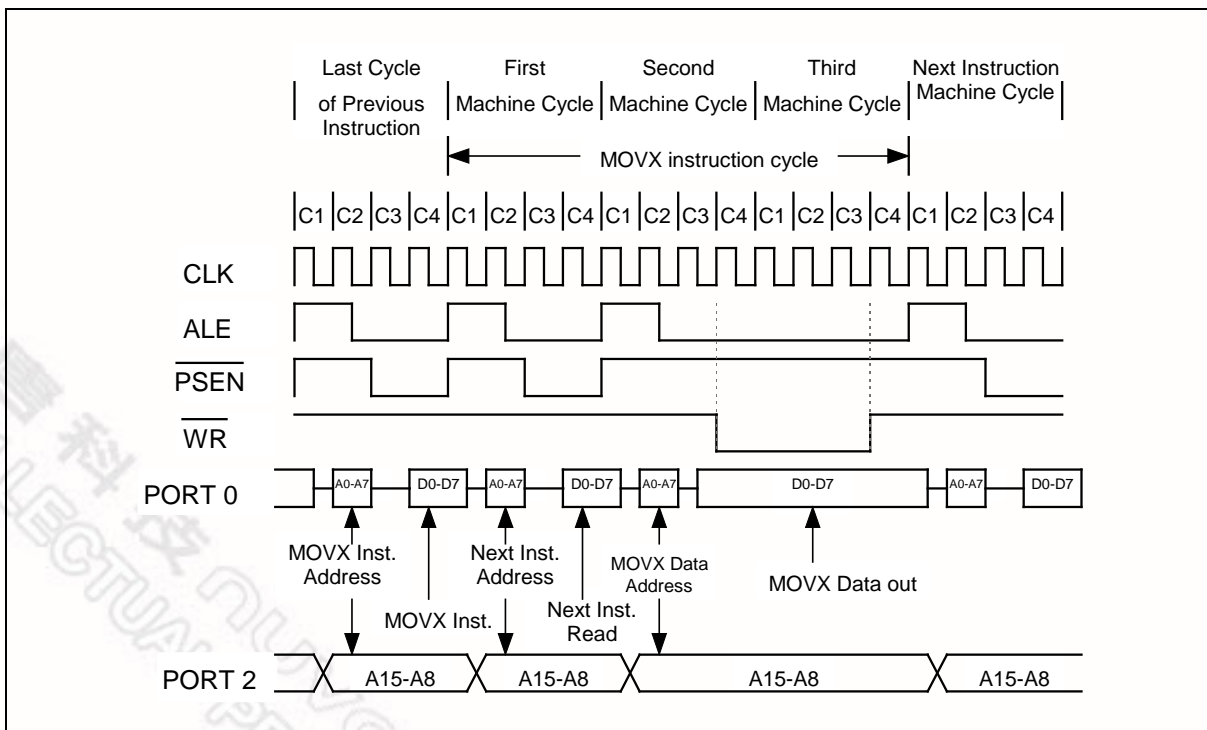 Last Cycle
of Previous
Instruction
First
Machine Cycle
Second
Machine Cycle
Third
Machine Cycle
Next Instruction
Machine Cycle
MOVX instruction cycle
C1 C2 C3 C4 C1 C2 C3 C4 C1 C2 C3 C4 C1 C2 C3 C4 C1 C2 C3 C4
CLK
ALE
PSEN
WR
PORT 0
A0-A7 D0-D7 A0-A7 D0-D7 A0-A7 D0-D7 A0-A7 D0-D7
MOVX Inst.
Address
MOVX Inst.
Next Inst.
Address
Next Inst.
Read
MOVX Data
Address
MOVX Data out
PORT 2
A15-A8 A15-A8 A15-A8 A15-A8